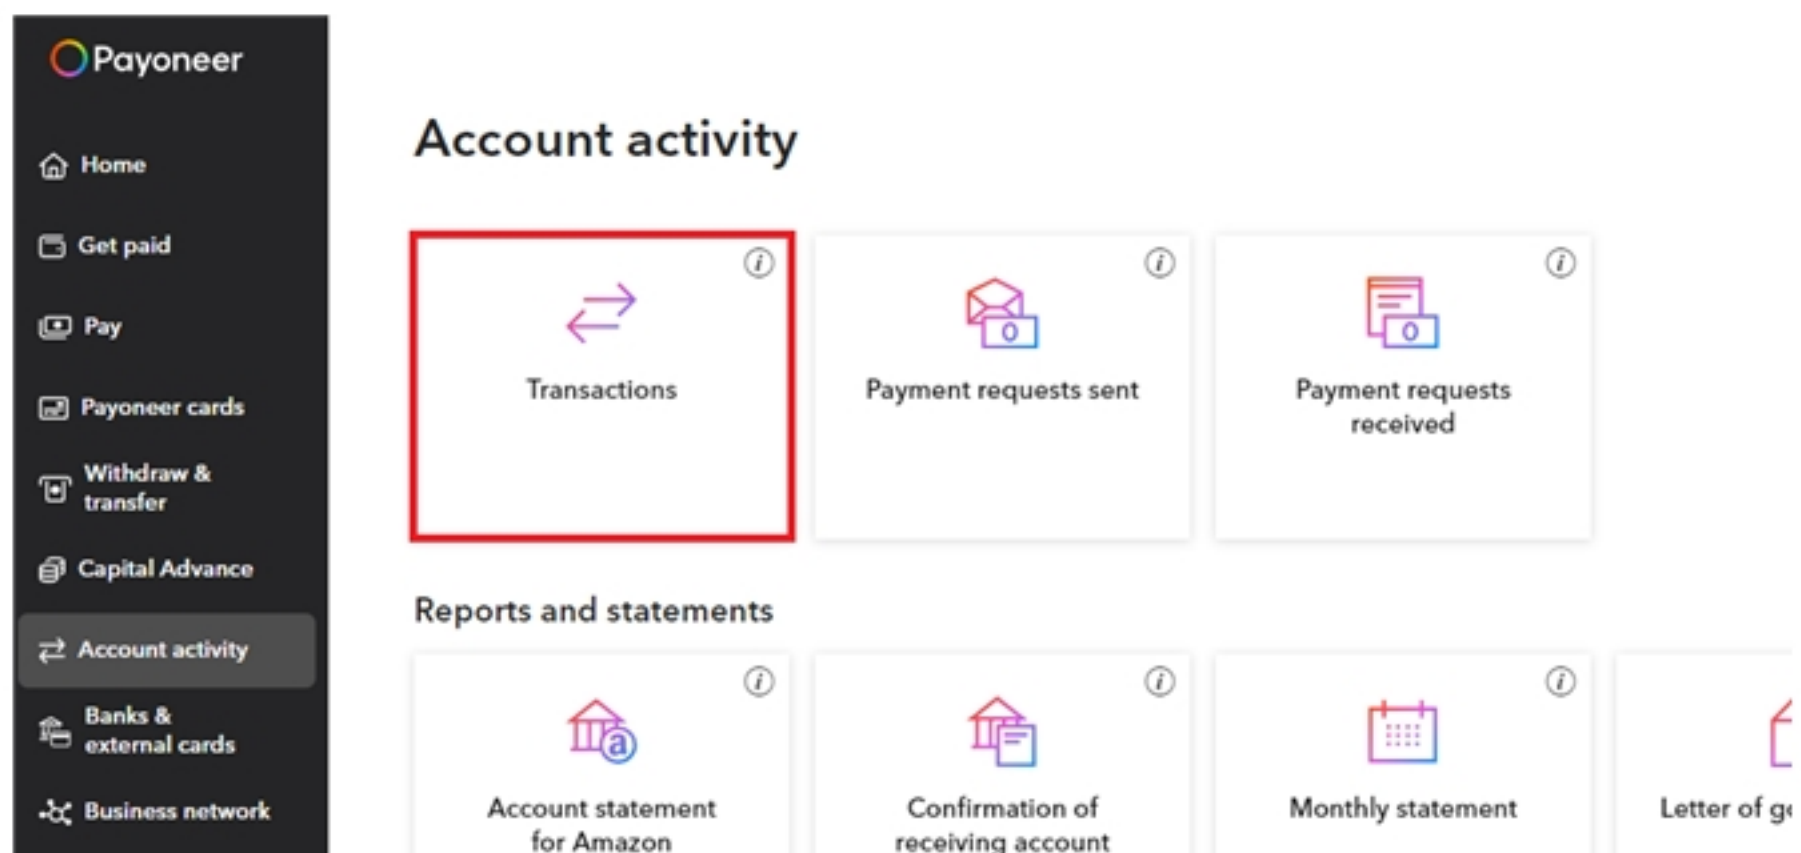 Payoneer
Home
Get paid
Pay
Payoneer cards
Withdraw &
transfer
Capital Advance
Account activity
Banks &
external cards
Business network
Account activity
Transactions
Payment requests sent
Payment requests
received
Reports and statements
Account statement
for Amazon
Confirmation of
receiving account
Monthly statement
Letter of